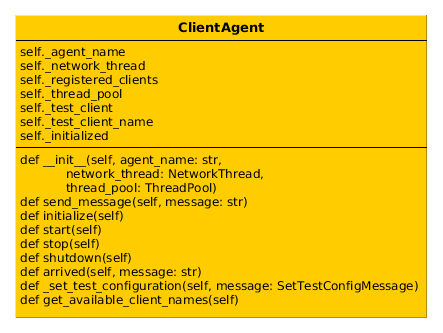 ClientAgent
self._agent_name
self._network_thread
self._registered_clients
self._thread_pool
self._test_client
self._test_client_name
self._initialized
def __init__(self, agent_name: str,
network_thread: NetworkThread,
thread_pool: ThreadPool)
def send_message(self, message: str)
def initialize(self)
def start(self)
def stop(self)
def shutdown(self)
def arrived(self, message: str)
def _set_test_configuration(self, message: SetTestConfigMessage)
def get_available_client_names(self)